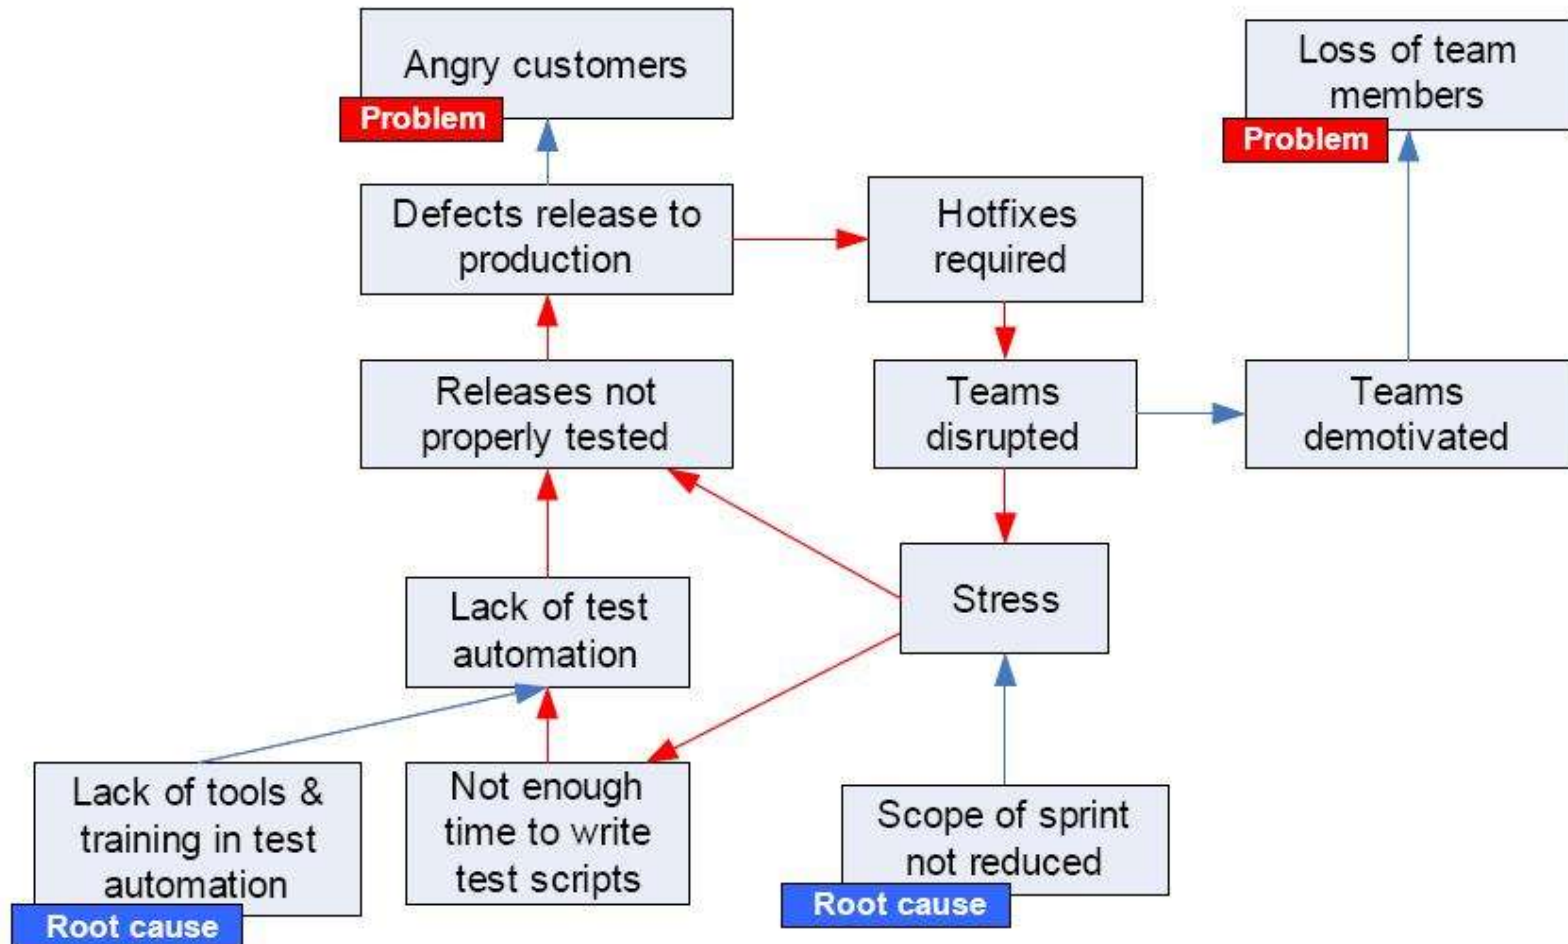 Angry customers
Problem
Loss of team
members
Problem
Defects release to
production
Hotfixes
required
Releases not
properly tested
Teams
disrupted
Teams
demotivated
Lack of test
automation
Stress
Lack of tools &
training in test
automation
Root cause
Not enough
time to write
test scripts
Scope of sprint
not reduced
Root cause